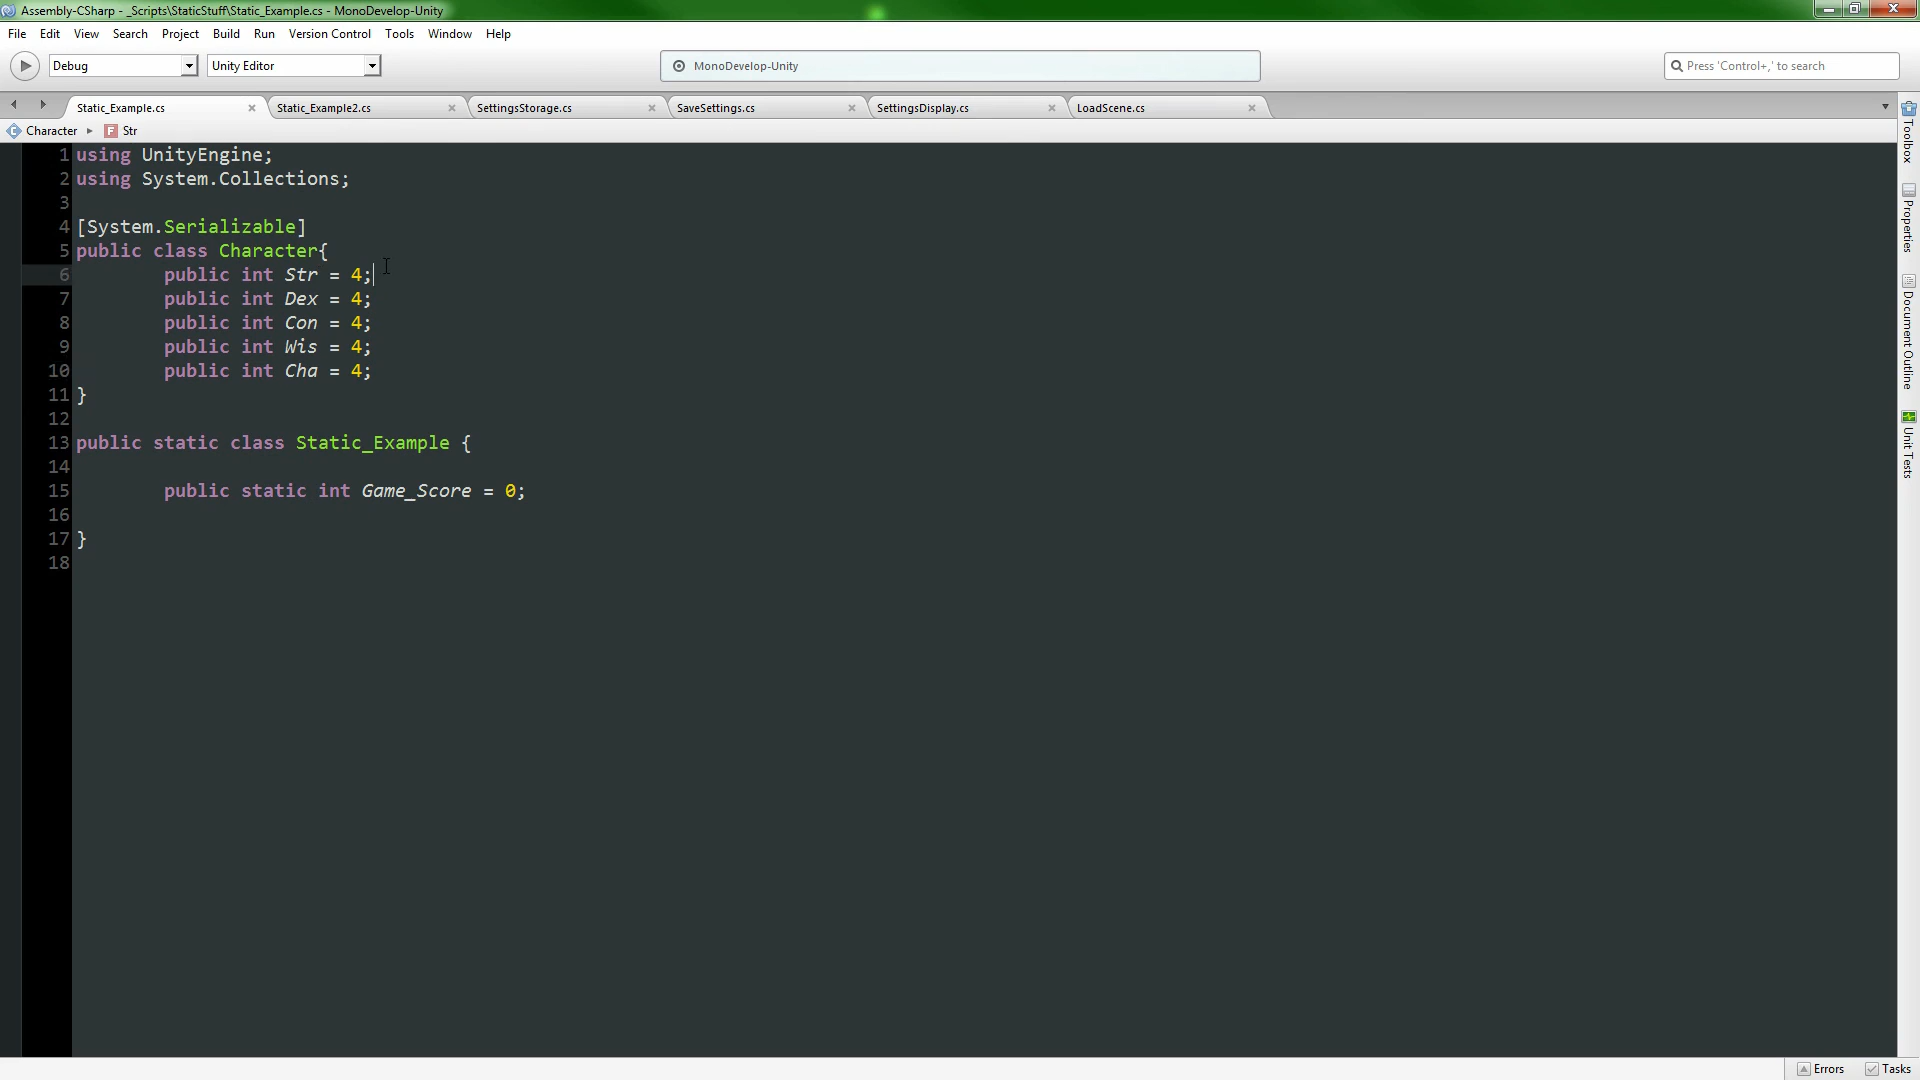 Assembly-CSharp - _Scripts\StaticStuff\Static_Example.cs - MonoDevelop-Unity
File Edit View Search Project Build Run Version Control Tools Window Help
Debug Unity Editor MonoDevelop-Unity Press 'Control+,' to search
Static_Example.cs Static_Example2.cs SettingsStorage.cs SaveSettings.cs SettingsDisplay.cs LoadScene.cs
Character Str
1 using UnityEngine;
2 using System.Collections;
3
4 [System.Serializable]
5 public class Character{
6 public int Str = 4;
7 public int Dex = 4;
8 public int Con = 4;
9 public int Wis = 4;
10 public int Cha = 4;
11 }
12
13 public static class Static_Example {
14
15 public static int Game_Score = 0;
16
17 }
18
Toolbox
Properties
Document Outline
Unit Tests
Errors Tasks